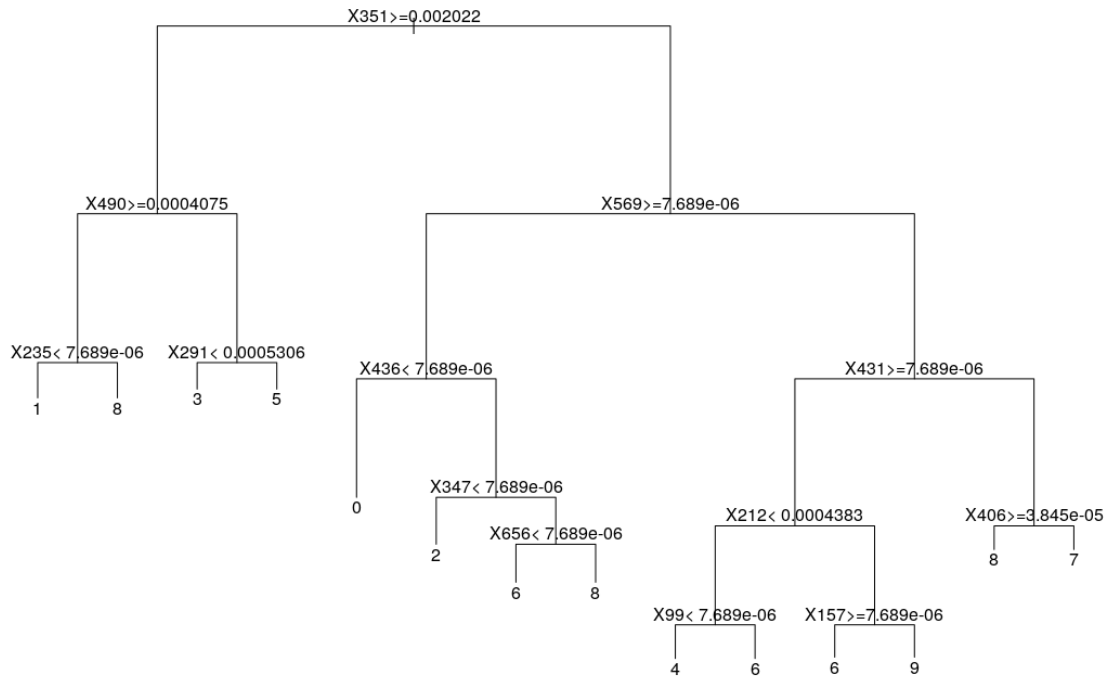 X351>=0.002022
X490>=0.0004075
X569>=7.689e-06
X235< 7.689e-06
X291< 0.0005306
X436< 7.689e-06
X431>=7.689e-06
1
8
3
5
0
X347< 7.689e-06
X212< 0.0004383
X406>=3.845e-05
2
X656< 7.689e-06
8
7
6
8
X99< 7.689e-06
X157>=7.689e-06
4
6
6
9